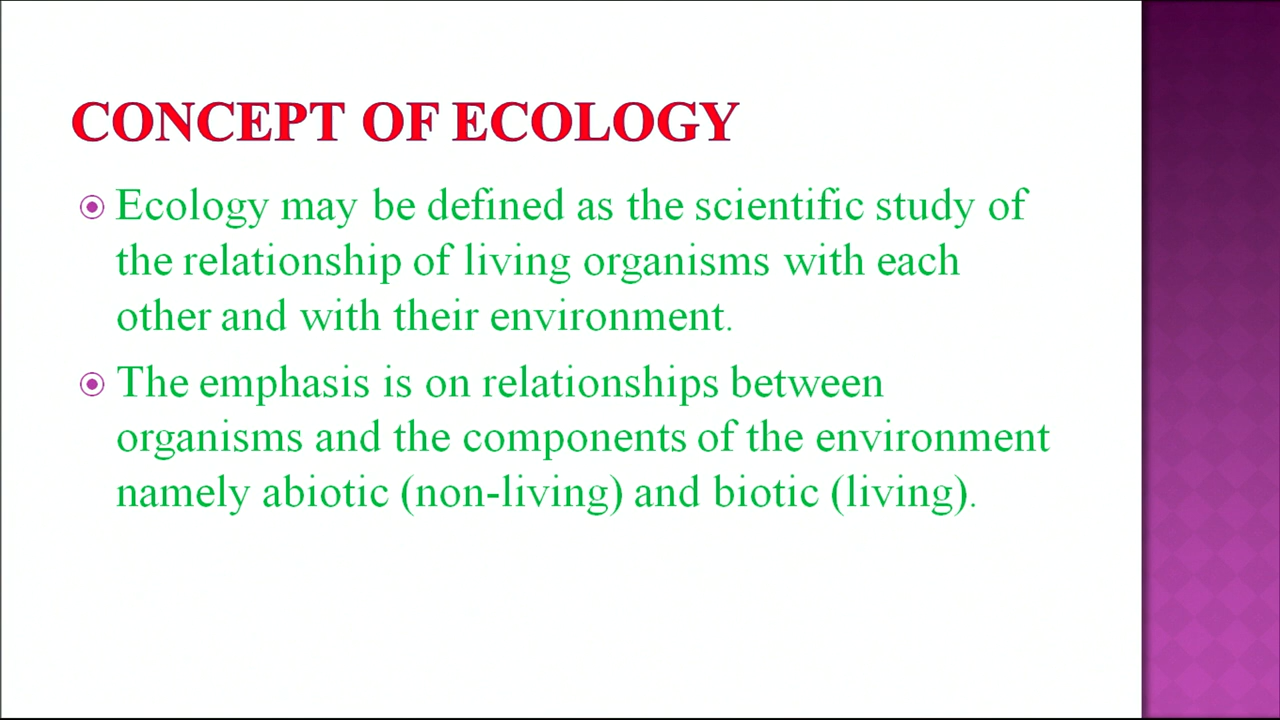 CONCEPT OF ECOLOGY
Ecology may be defined as the scientific study of
the relationship of living organisms with each
other and with their environment.
The emphasis is on relationships between
organisms and the components of the environment
namely abiotic (non-living) and biotic (living).